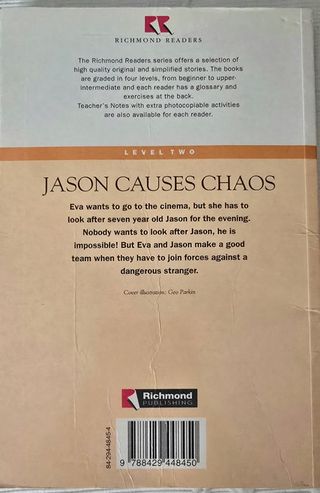 RICHMOND READERS
The Richmond Readers series offers a selection of
high quality original and simplified stories. The books
are graded in four levels, from beginner to upper-
intermediate and each reader has a glossary and
exercises at the back.
Teacher's Notes with extra photocopiable activities
are also available for each reader.
LEVEL TWO
JASON CAUSES CHAOS
Eva wants to go to the cinema, but she has to
look after seven year old Jason for the evening.
Nobody wants to look after Jason, he is
impossible! But Eva and Jason make a good
team when they have to join forces against a
dangerous stranger.
Cover illustration: Geo Parkin
Richmond
PUBLISHING
84-294-4845-4
9 788429 448450